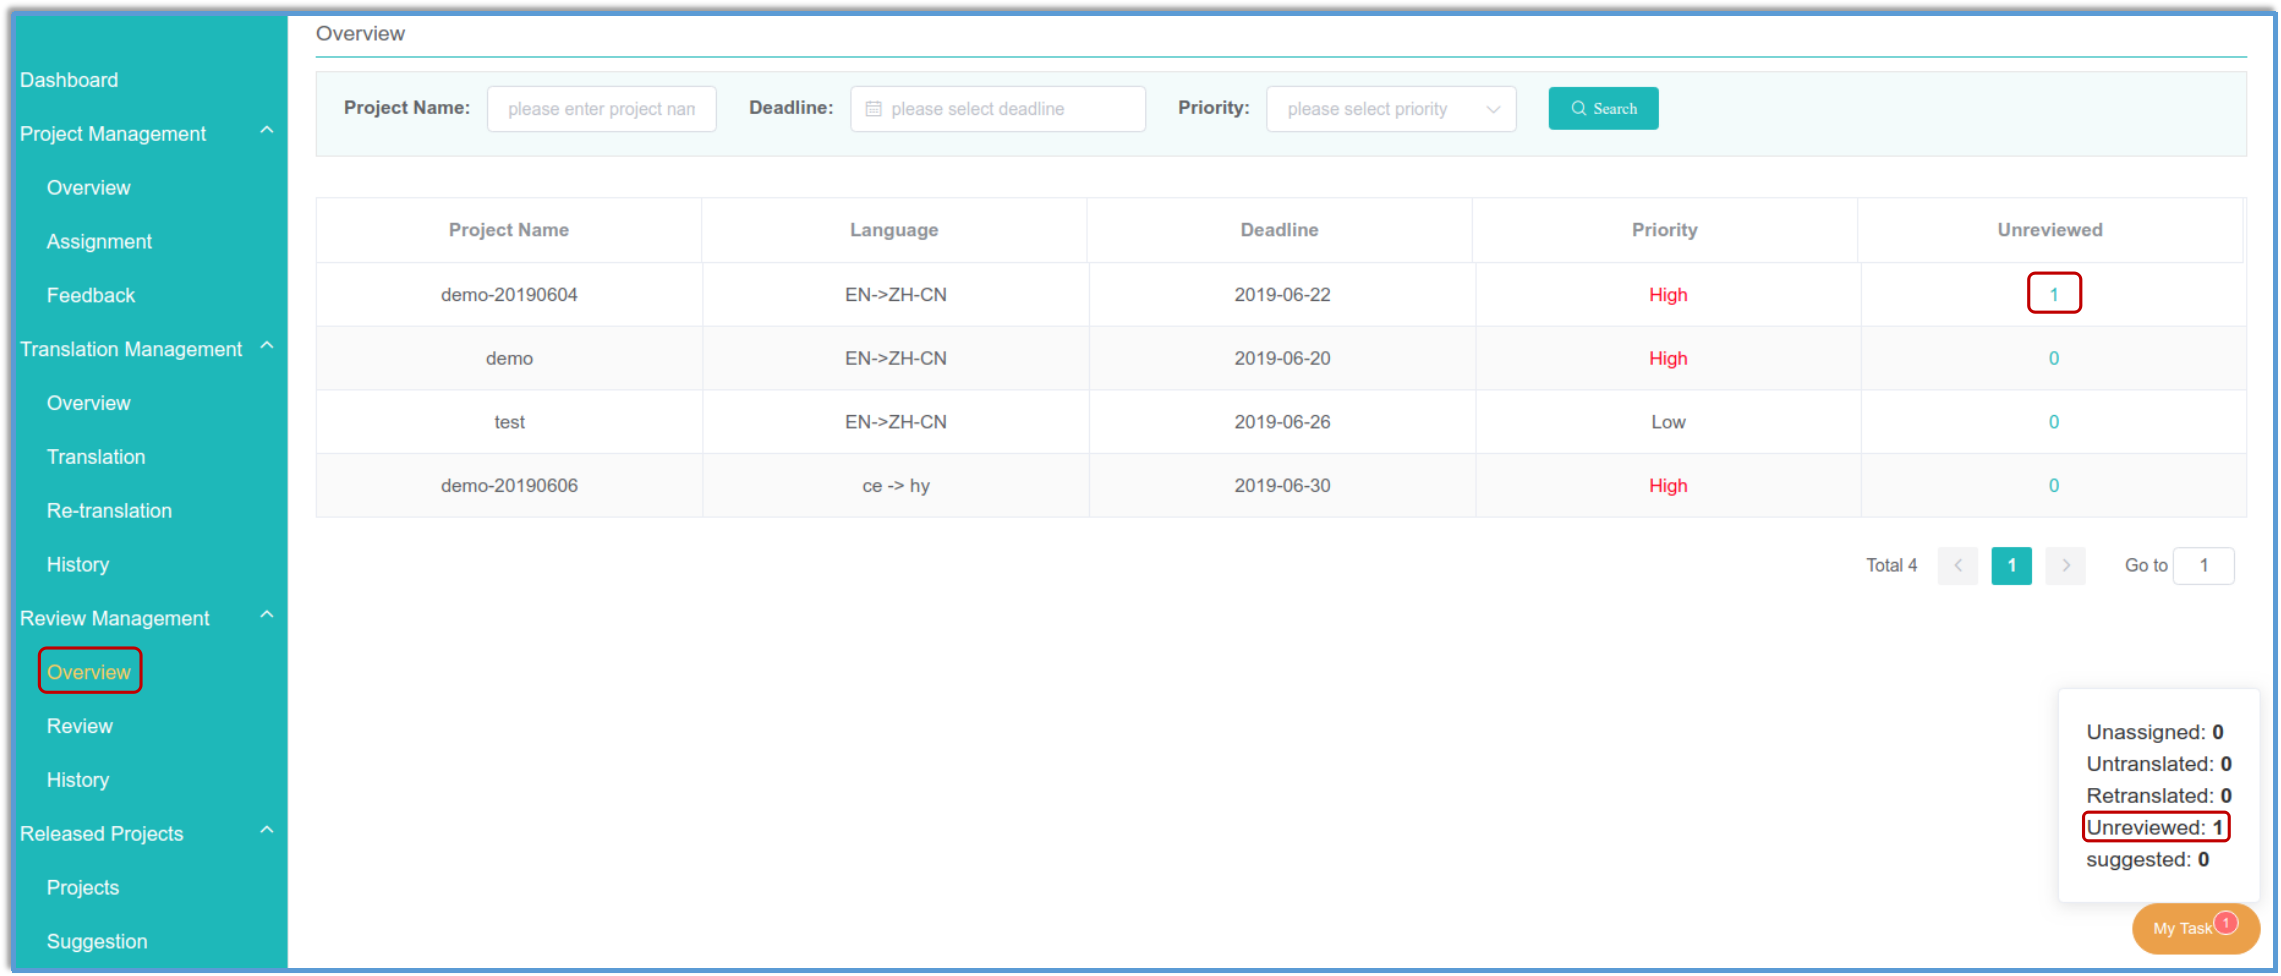 Overview
Dashboard
Project Management
Overview
Assignment
Feedback
Translation Management
Overview
Translation
Re-translation
History
Review Management
Overview
Review
History
Released Projects
Projects
Suggestion
Project Name: please enter project nam Deadline: please select deadline Priority: please select priority Search
Project Name Language Deadline Priority Unreviewed
demo-20190604 EN->ZH-CN 2019-06-22 High 1
demo EN->ZH-CN 2019-06-20 High 0
test EN->ZH-CN 2019-06-26 Low 0
demo-20190606 ce -> hy 2019-06-30 High 0
Total 4 < 1 > Go to 1
Unassigned: 0
Untranslated: 0
Retranslated: 0
Unreviewed: 1
suggested: 0
My Task 1